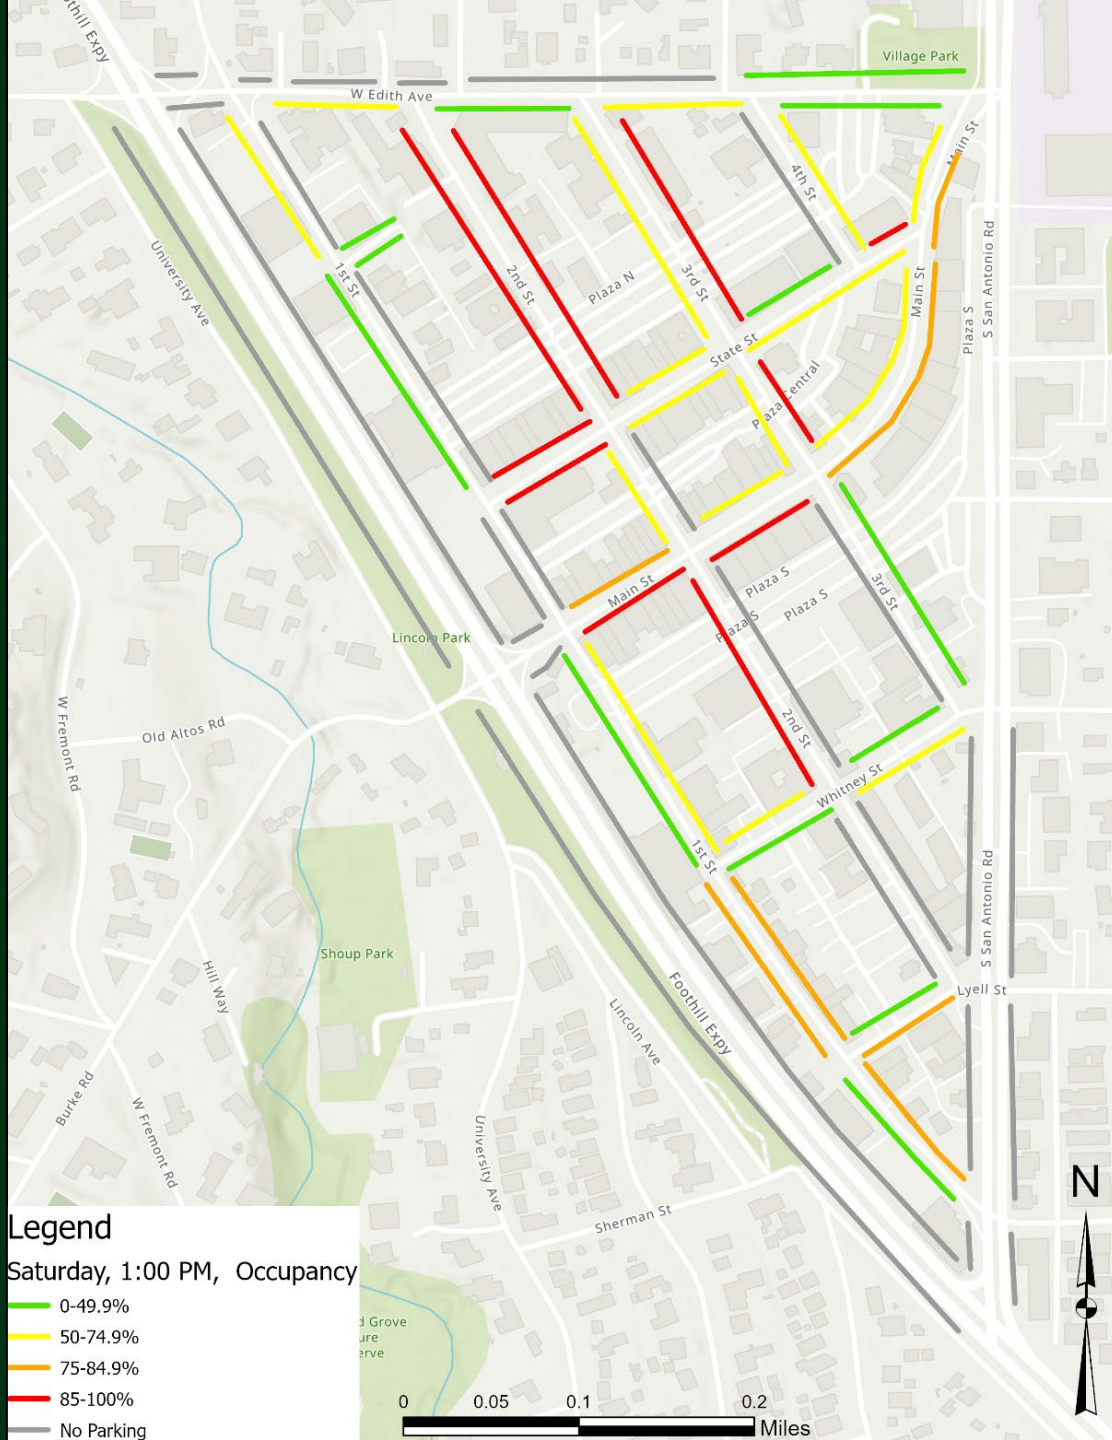 othill Expy
Village Park
W Edith Ave
Main St
4th St
University Ave
1st St
2nd St
Plaza N
3rd St
Main St
Plaza S
S San Antonio Rd
State St
Plaza Central
Main St
Plaza S
Plaza S
Plaza S
3rd St
Lincoln Park
W Fremont Rd
Old Altos Rd
2nd St
Whitney St
1st St
S San Antonio Rd
Shoup Park
Hill Way
Foothill Expy
Lyell St
Lincoln Ave
Burke Rd
W Fremont Rd
University Ave
Sherman St
N
Legend
Saturday, 1:00 PM, Occupancy
0-49.9%
50-74.9%
75-84.9%
85-100%
No Parking
d Grove
ure
erve
0 0.05 0.1 0.2
Miles